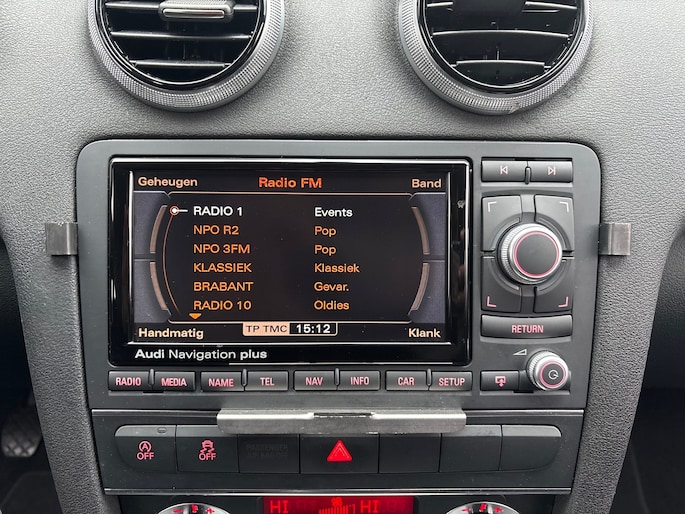 Geheugen Radio FM Band
RADIO 1 Events
NPO R2 Pop
NPO 3FM Pop
KLASSIEK Klassiek
BRABANT Gevar.
RADIO 10 Oldies
Handmatig TP TMC 15:12 Klank
RETURN
Audi Navigation plus
RADIO MEDIA NAME TEL NAV INFO CAR SETUP
OFF OFF PASSENGER
HI HI